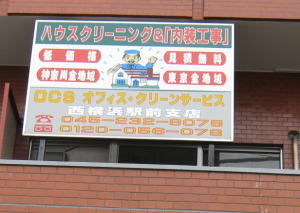 ハウスクリーニング&「内装工事」
低価格
見積無料
神奈川全地域
東京全地域
OCS オフィス・クリーンサービス
西横浜駅前支店
045-232-8078
0120-056-078